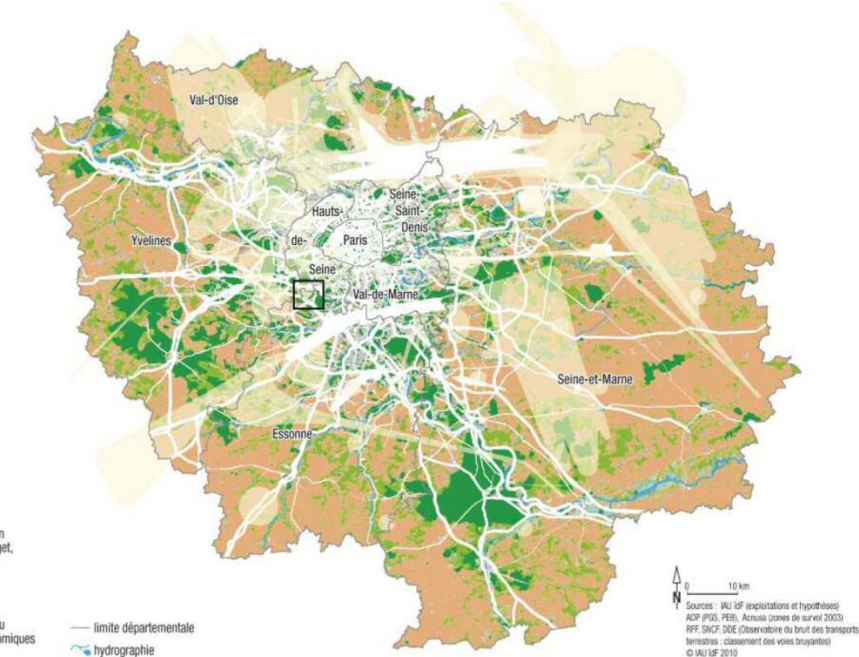 Val-d'Oise
Seine-
Saint-
Denis
Hauts-
de-
Seine
Paris
Yvelines
Val-de-Marne
Seine-et-Marne
Essonne
n
get,
u
omiques
limite départementale
hydrographie
N
0 10 km
Sources : IAU îdF (exploitations et hypothèses)
ADP (PGS, PEB), Acnusa (zones de survol 2003)
RFF, SNCF, DDE (Observatoire du bruit des transports
terrestres : classement des voies bruyantes)
© IAU îdF 2010